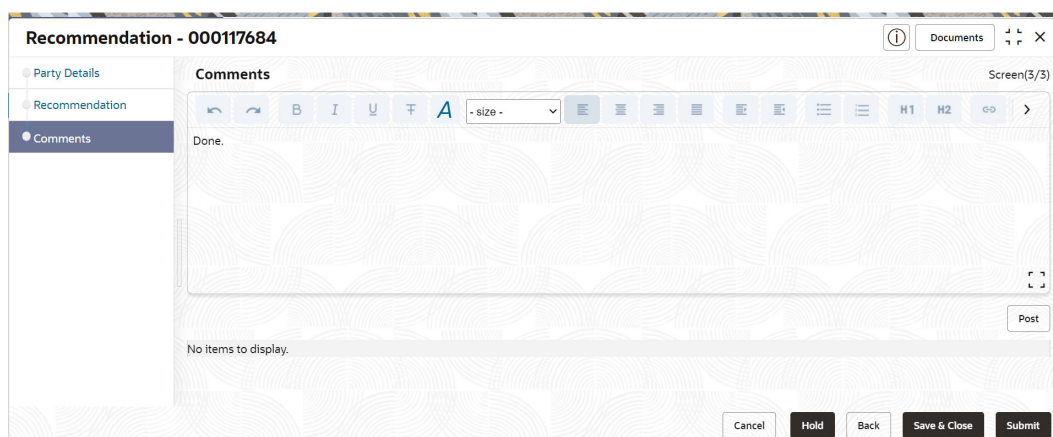 Recommendation - 000117684
Documents
Party Details
Recommendation
Comments
Comments
Screen(3/3)
B I U T A - size - H1 H2
Done.
Post
No items to display.
Cancel Hold Back Save & Close Submit